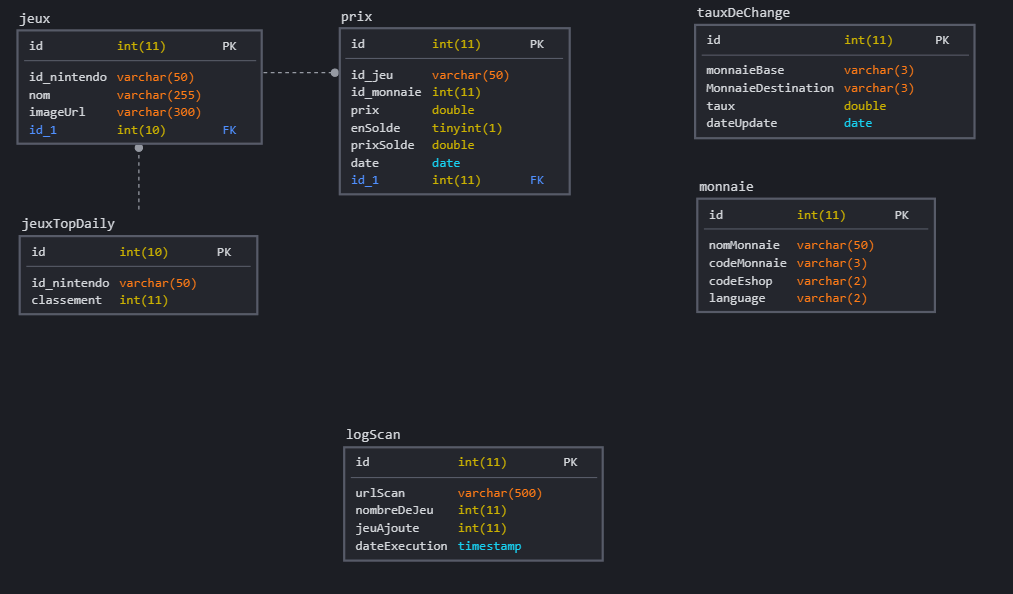 jeux
id int(11) PK
id_nintendo varchar(50)
nom varchar(255)
imageUrl varchar(300)
id_1 int(10) FK
prix
id int(11) PK
id_jeu varchar(50)
id_monnaie int(11)
prix double
enSolde tinyint(1)
prixSolde double
date date
id_1 int(11) FK
tauxDeChange
id int(11) PK
monnaieBase varchar(3)
MonnaieDestination varchar(3)
taux double
dateUpdate date
monnaie
id int(11) PK
nomMonnaie varchar(50)
codeMonnaie varchar(3)
codeEshop varchar(2)
language varchar(2)
jeuxTopDaily
id int(10) PK
id_nintendo varchar(50)
classement int(11)
logScan
id int(11) PK
urlScan varchar(500)
nombreDeJeu int(11)
jeuAjoute int(11)
dateExecution timestamp